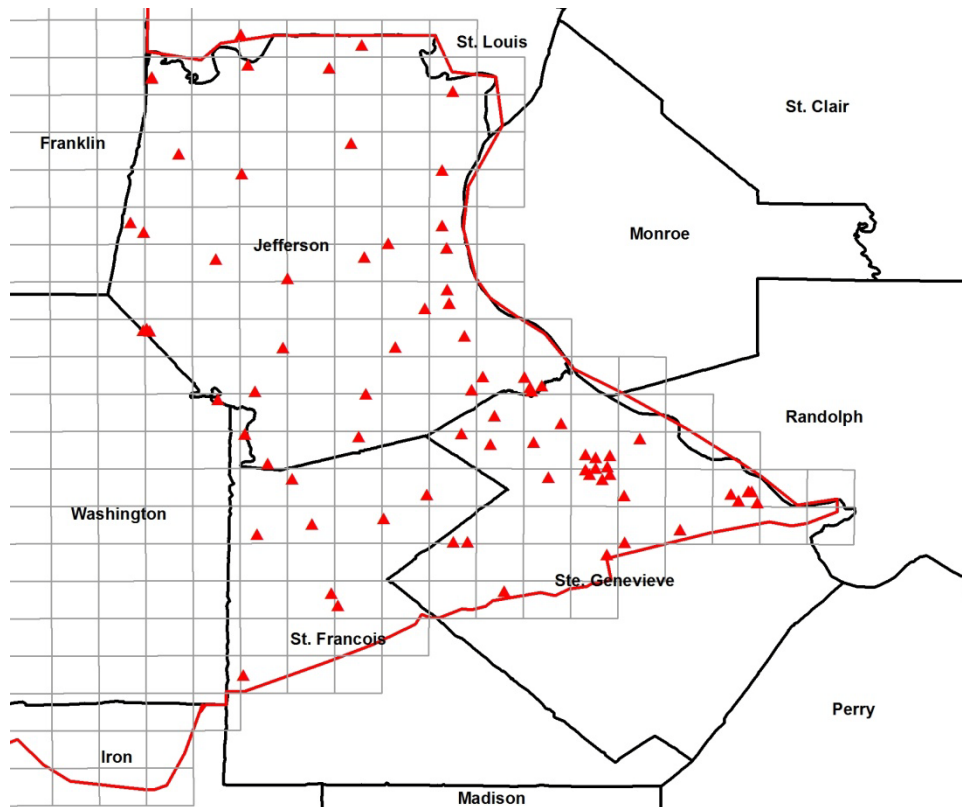 St. Louis
St. Clair
Franklin
Monroe
Jefferson
Randolph
Washington
Ste. Genevieve
St. Francois
Perry
Iron
Madison